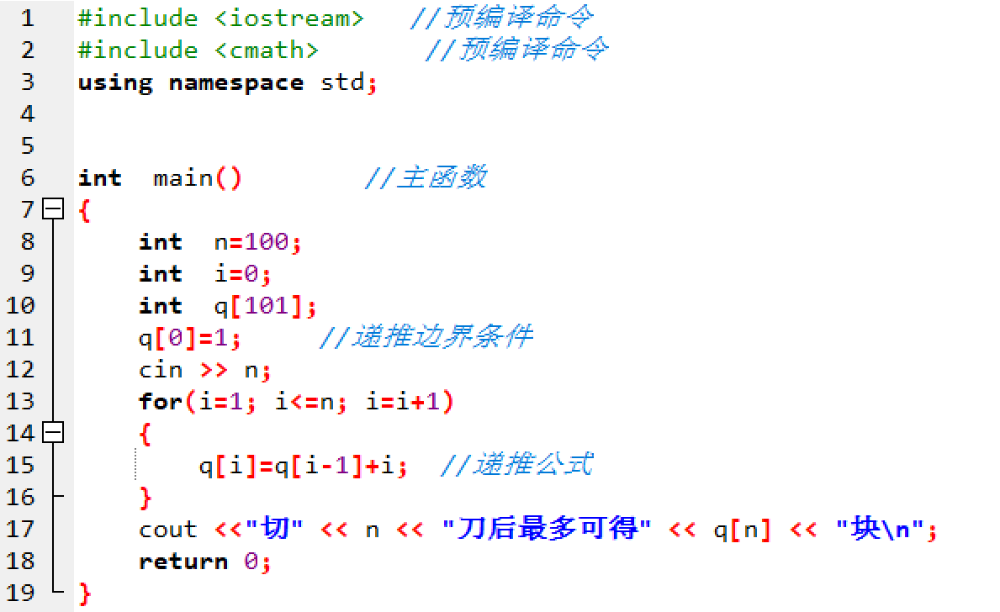 1 #include <iostream>   //预编译命令
2 #include <cmath>       //预编译命令
3 using namespace std;
4
5
6 int  main()        //主函数
7 {
8     int  n=100;
9     int  i=0;
10     int  q[101];
11     q[0]=1;     //递推边界条件
12     cin >> n;
13     for(i=1; i<=n; i=i+1)
14     {
15         q[i]=q[i-1]+i;  //递推公式
16     }
17     cout <<"切" << n << "刀后最多可得" << q[n] << "块\n";
18     return 0;
19 }